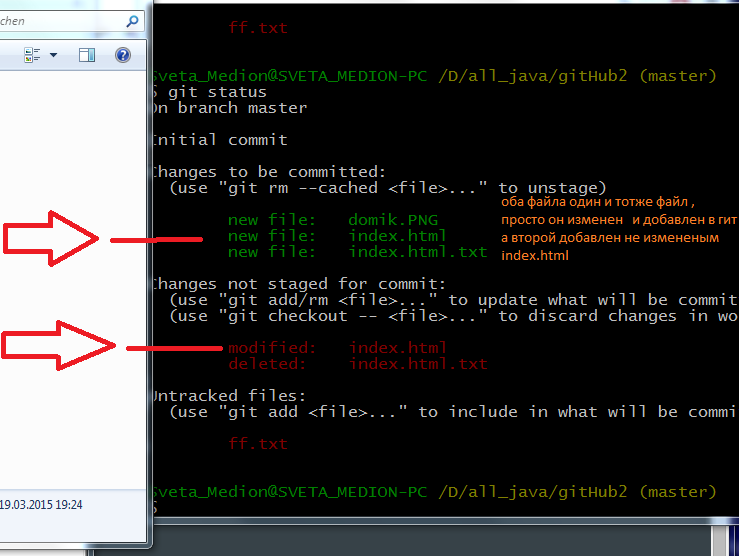 chen
ff.txt
Sveta_Medion@SVETA_MEDION-PC /D/all_java/gitHub2 (master)
$ git status
On branch master
Initial commit
Changes to be committed:
(use "git rm --cached <file>..." to unstage)
оба файла один и тотже файл ,
new file: domik.PNG
просто он изменен и добавлен в гит
new file: index.html
а второй добавлен не измененым
new file: index.html.txt
index.html
Changes not staged for commit:
(use "git add/rm <file>..." to update what will be commit
(use "git checkout -- <file>..." to discard changes in wo
modified: index.html
deleted: index.html.txt
Untracked files:
(use "git add <file>..." to include in what will be commi
ff.txt
19.03.2015 19:24
Sveta_Medion@SVETA_MEDION-PC /D/all_java/gitHub2 (master)
$